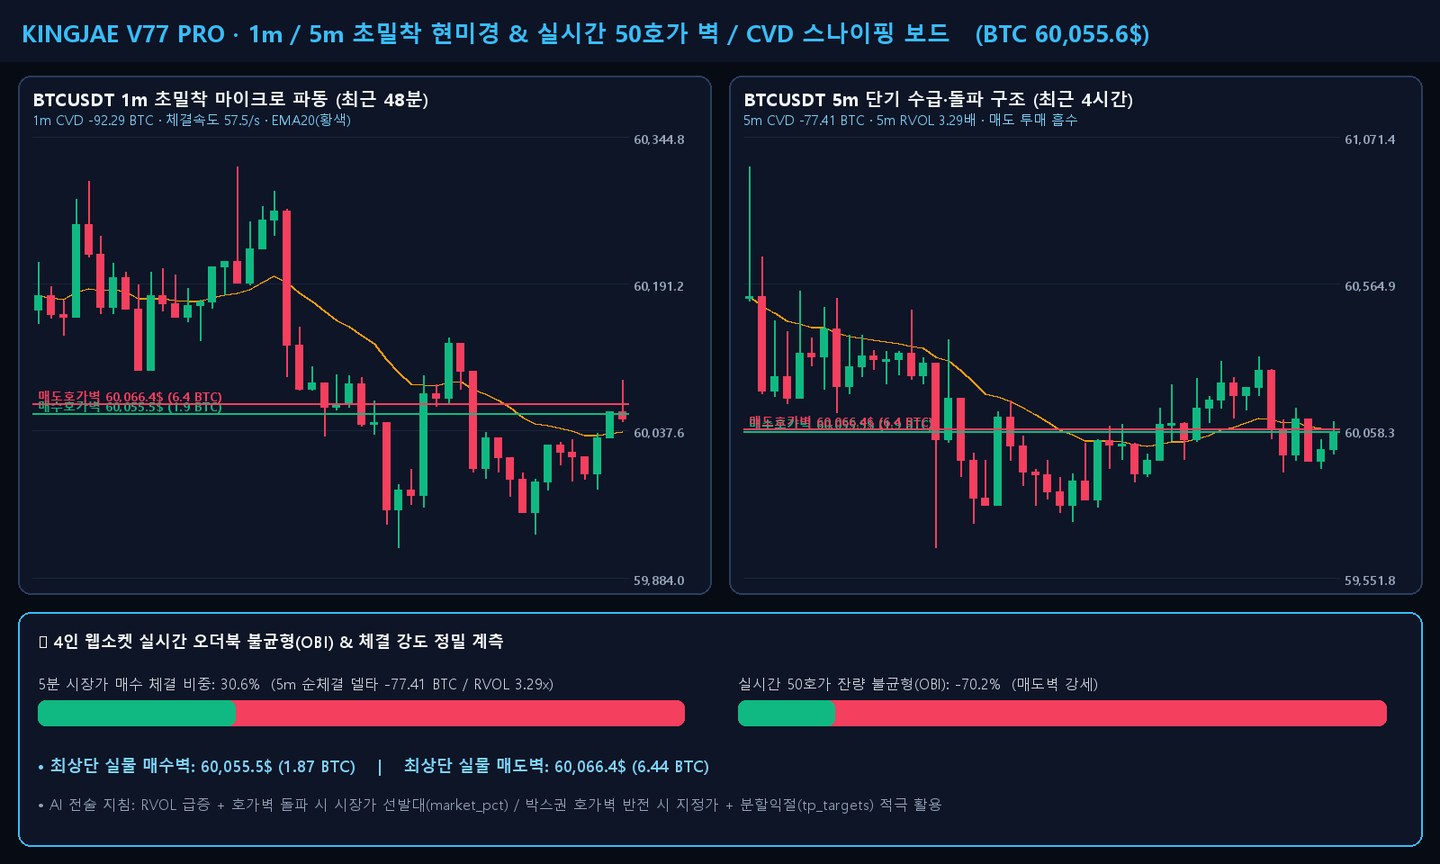 KINGJAE V77 PRO · 1m / 5m 초밀착 현미경 & 실시간 50호가 벽 / CVD 스나이핑 보드 (BTC 60,055.6$)
BTCUSDT 1m 초밀착 마이크로 파동 (최근 48분)
1m CVD -92.29 BTC · 체결속도 57.5/s · EMA20(황색)
60,344.8
60,191.2
매도호가벽 60,066.4$ (6.4 BTC)
매수호가벽 60,055.5$ (1.9 BTC)
60,037.6
59,884.0
BTCUSDT 5m 단기 수급·돌파 구조 (최근 4시간)
5m CVD -77.41 BTC · 5m RVOL 3.29배 · 매도 투매 흡수
61,071.4
60,564.9
매도호가벽 60,066.4$ (6.4 BTC)
매수호가벽 60,055.5$ (1.9 BTC)
60,058.3
59,551.8
4인 웹소켓 실시간 오더북 불균형(OBI) & 체결 강도 정밀 계측
5분 시장가 매수 체결 비중: 30.6% (5m 순체결 델타 -77.41 BTC / RVOL 3.29x)
실시간 50호가 잔량 불균형(OBI): -70.2% (매도벽 강세)
• 최상단 실물 매수벽: 60,055.5$ (1.87 BTC) | 최상단 실물 매도벽: 60,066.4$ (6.44 BTC)
• AI 전술 지침: RVOL 급증 + 호가벽 돌파 시 시장가 선발대(market_pct) / 박스권 호가벽 반전 시 지정가 + 분할익절(tp_targets) 적극 활용